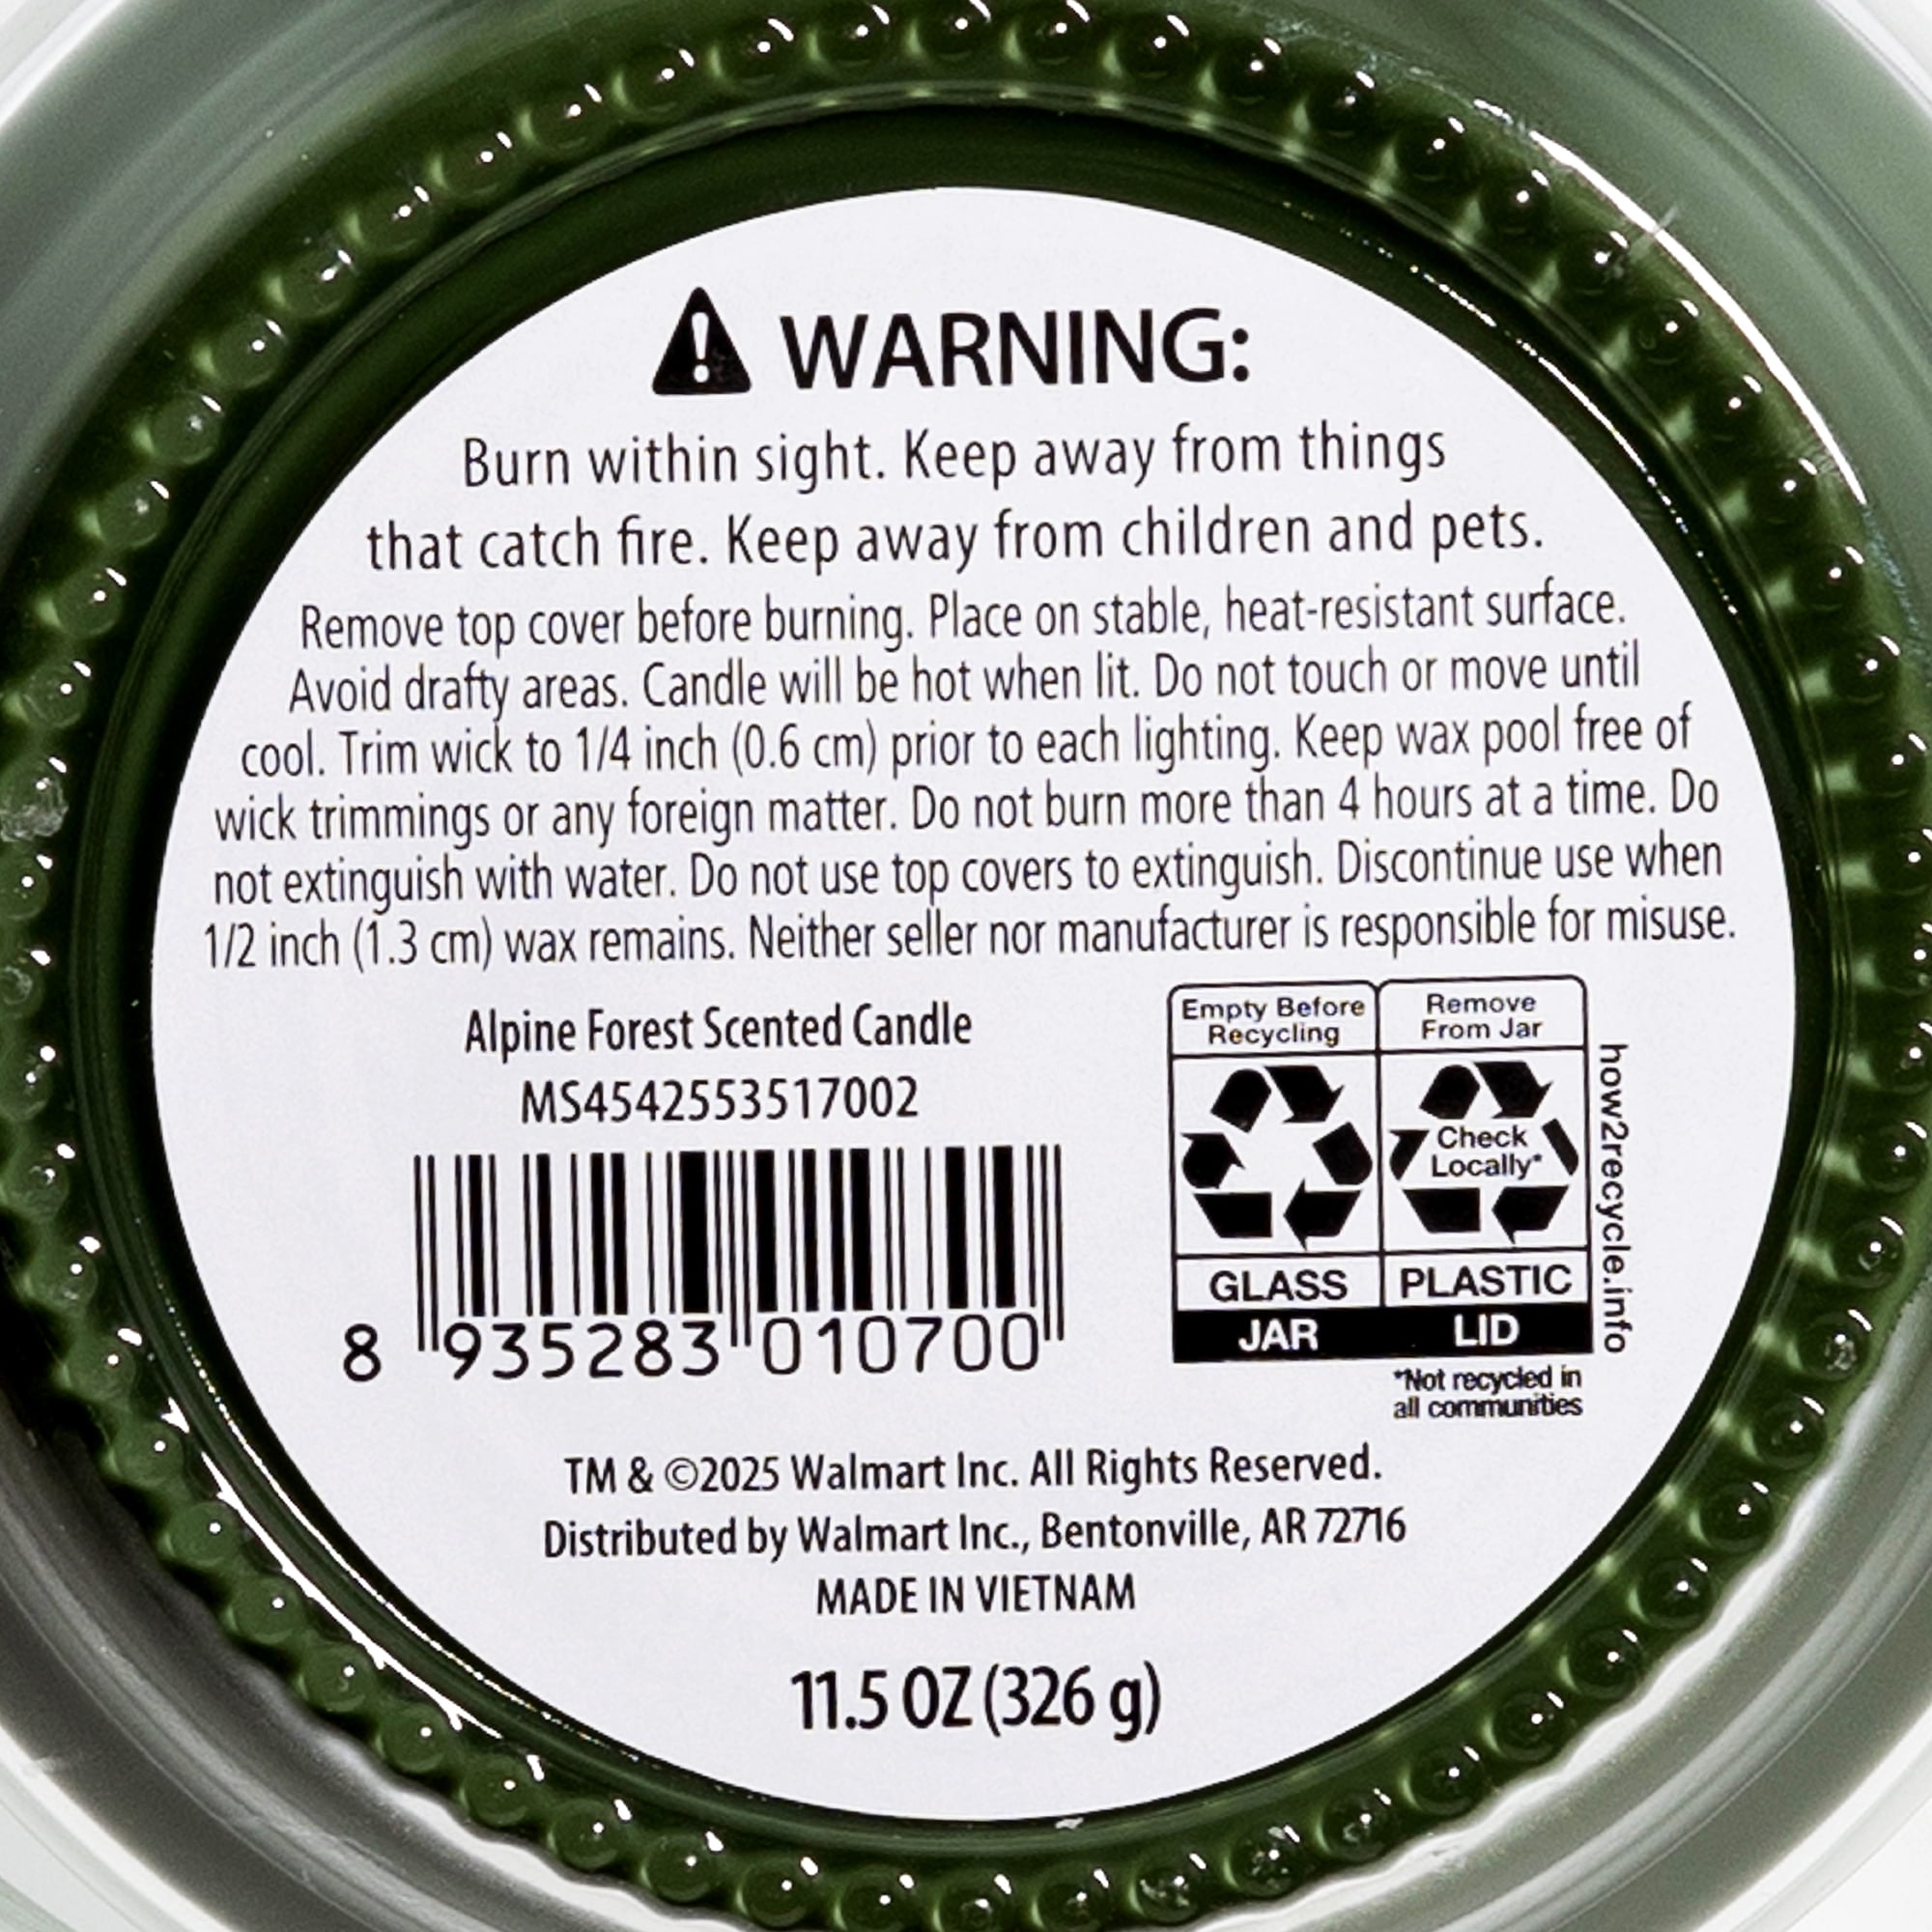 WARNING:
Burn within sight. Keep away from things
that catch fire. Keep away from children and pets.
Remove top cover before burning. Place on stable, heat-resistant surface.
Avoid drafty areas. Candle will be hot when lit. Do not touch or move until
cool. Trim wick to 1/4 inch (0.6 cm) prior to each lighting. Keep wax pool free of
wick trimmings or any foreign matter. Do not burn more than 4 hours at a time. Do
not extinguish with water. Do not use top covers to extinguish. Discontinue use when
1/2 inch (1.3 cm) wax remains. Neither seller nor manufacturer is responsible for misuse.
Alpine Forest Scented Candle
MS4542553517002
8 935283 010700
Empty Before
Recycling
GLASS
JAR
Remove
From Jar
Check
Locally*
PLASTIC
LID
*Not recycled in
all communities
how2recycle.info
TM & ©2025 Walmart Inc. All Rights Reserved.
Distributed by Walmart Inc., Bentonville, AR 72716
MADE IN VIETNAM
11.5 OZ (326 g)